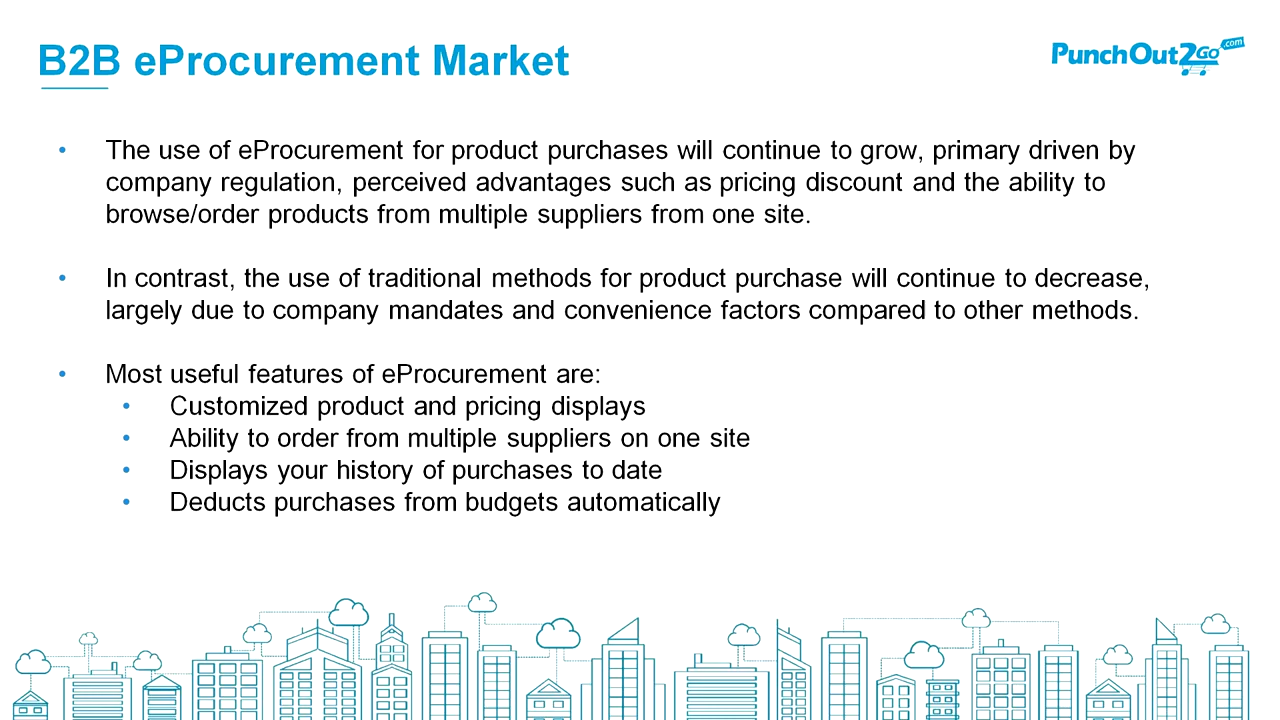 B2B eProcurement Market
PunchOut2Go.com
• The use of eProcurement for product purchases will continue to grow, primary driven by
company regulation, perceived advantages such as pricing discount and the ability to
browse/order products from multiple suppliers from one site.
• In contrast, the use of traditional methods for product purchase will continue to decrease,
largely due to company mandates and convenience factors compared to other methods.
• Most useful features of eProcurement are:
• Customized product and pricing displays
• Ability to order from multiple suppliers on one site
• Displays your history of purchases to date
• Deducts purchases from budgets automatically